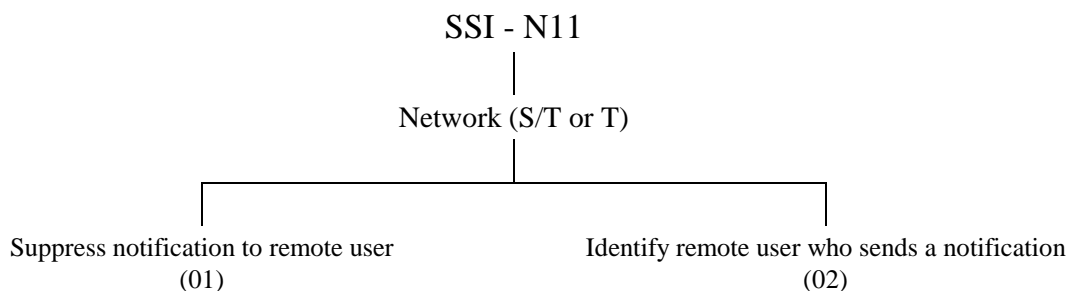 SSI - N11
Network (S/T or T)
Suppress notification to remote user
(01)
Identify remote user who sends a notification
(02)